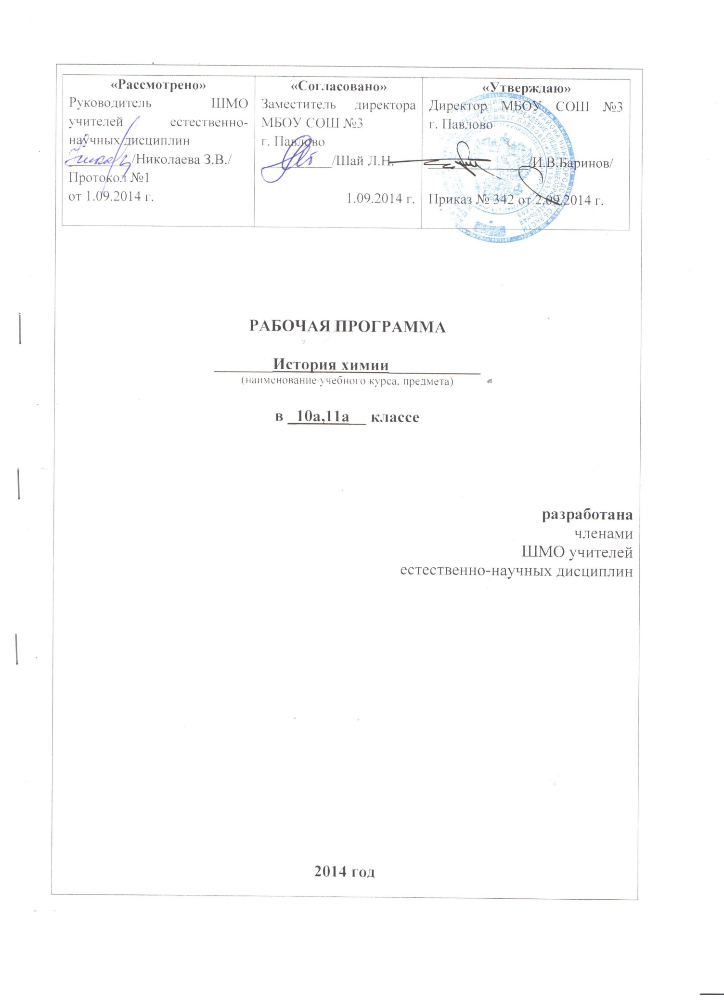 «Рассмотрено»
Руководитель ШМО
учителей естественно-
научных дисциплин
/Николаева З.В./
Протокол №1
от 1.09.2014 г.
«Согласовано»
Заместитель директора
МБОУ СОШ №3
г. Павлово
/Шай Л.Н.
1.09.2014 г.
«Утверждаю»
Директор МБОУ СОШ №3
г. Павлово
/И.В.Баринов/
Приказ № 342 от 2.09.2014 г.
РАБОЧАЯ ПРОГРАММА
История химии
(наименование учебного курса, предмета)
в 10а,11а классе
разработана
членами
ШМО учителей
естественно-научных дисциплин
2014 год